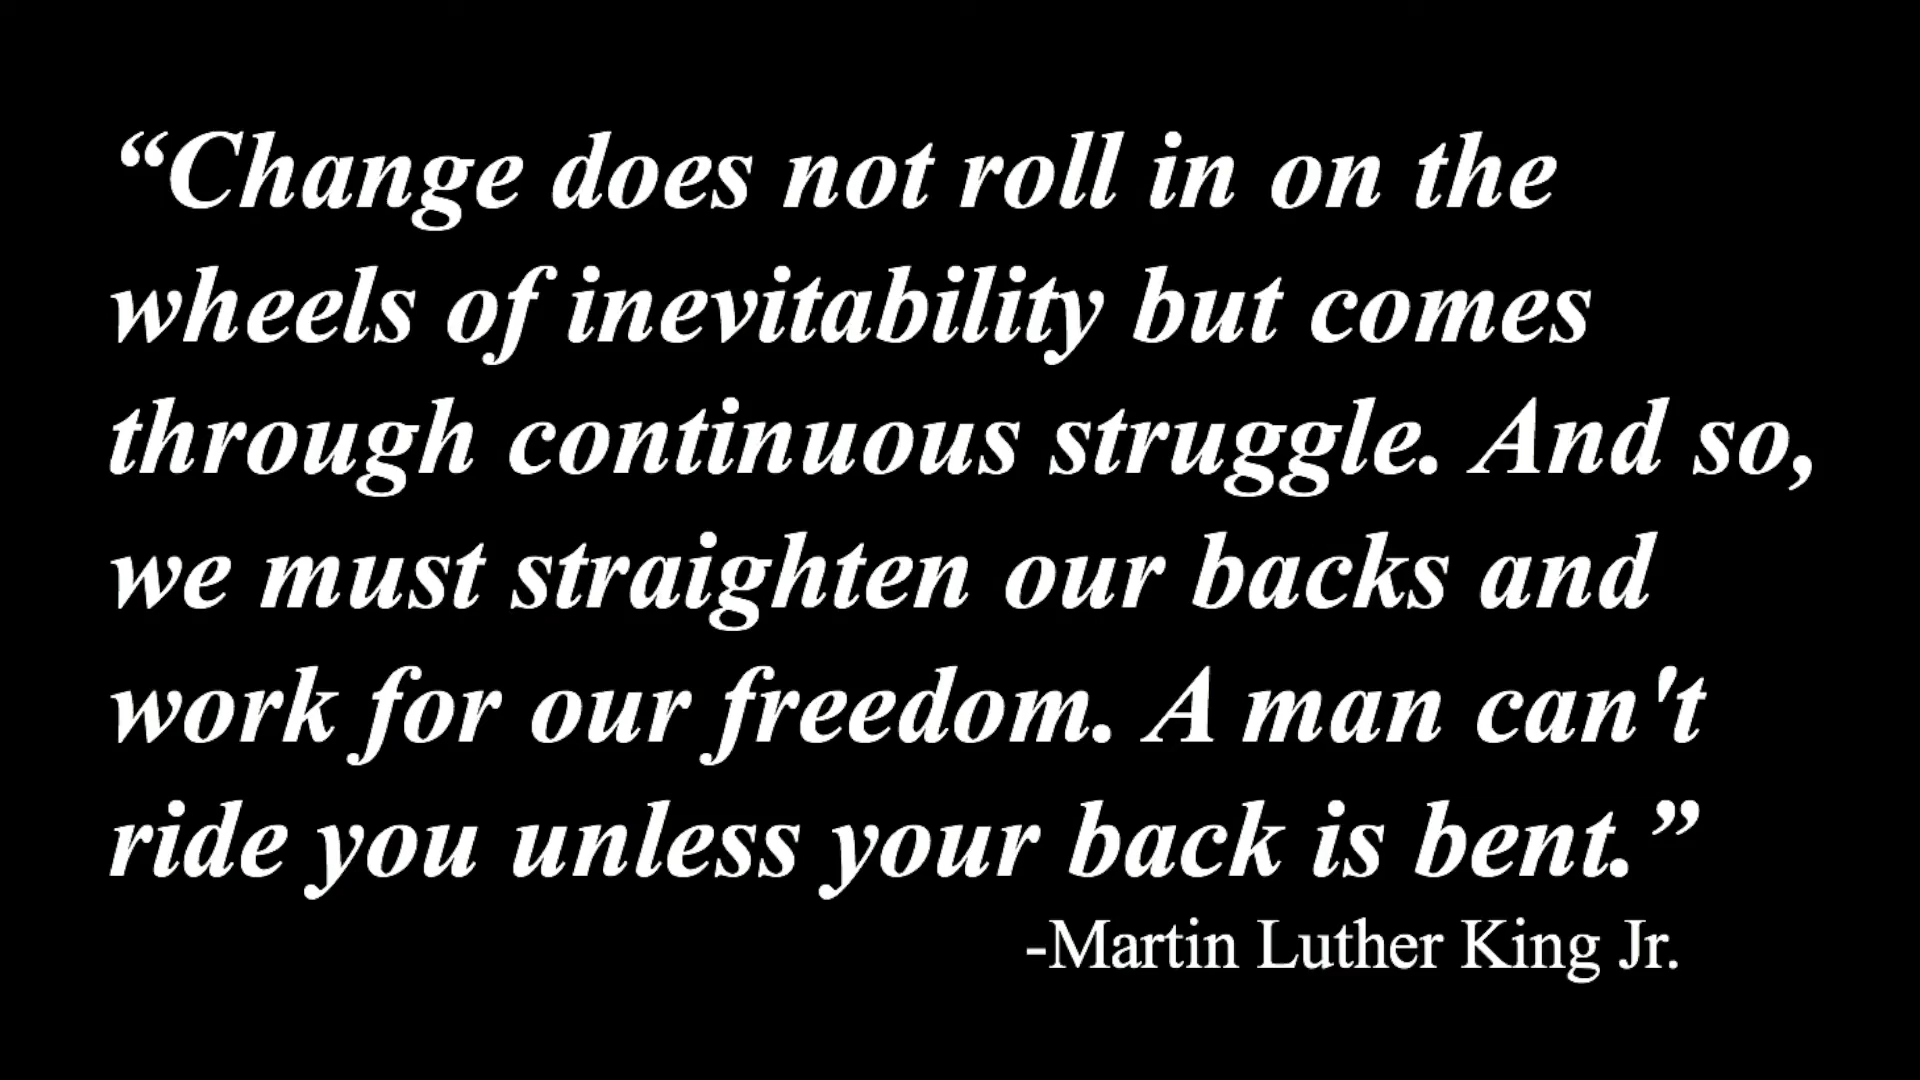 “Change does not roll in on the
wheels of inevitability but comes
through continuous struggle. And so,
we must straighten our backs and
work for our freedom. A man can't
ride you unless your back is bent.”
-Martin Luther King Jr.